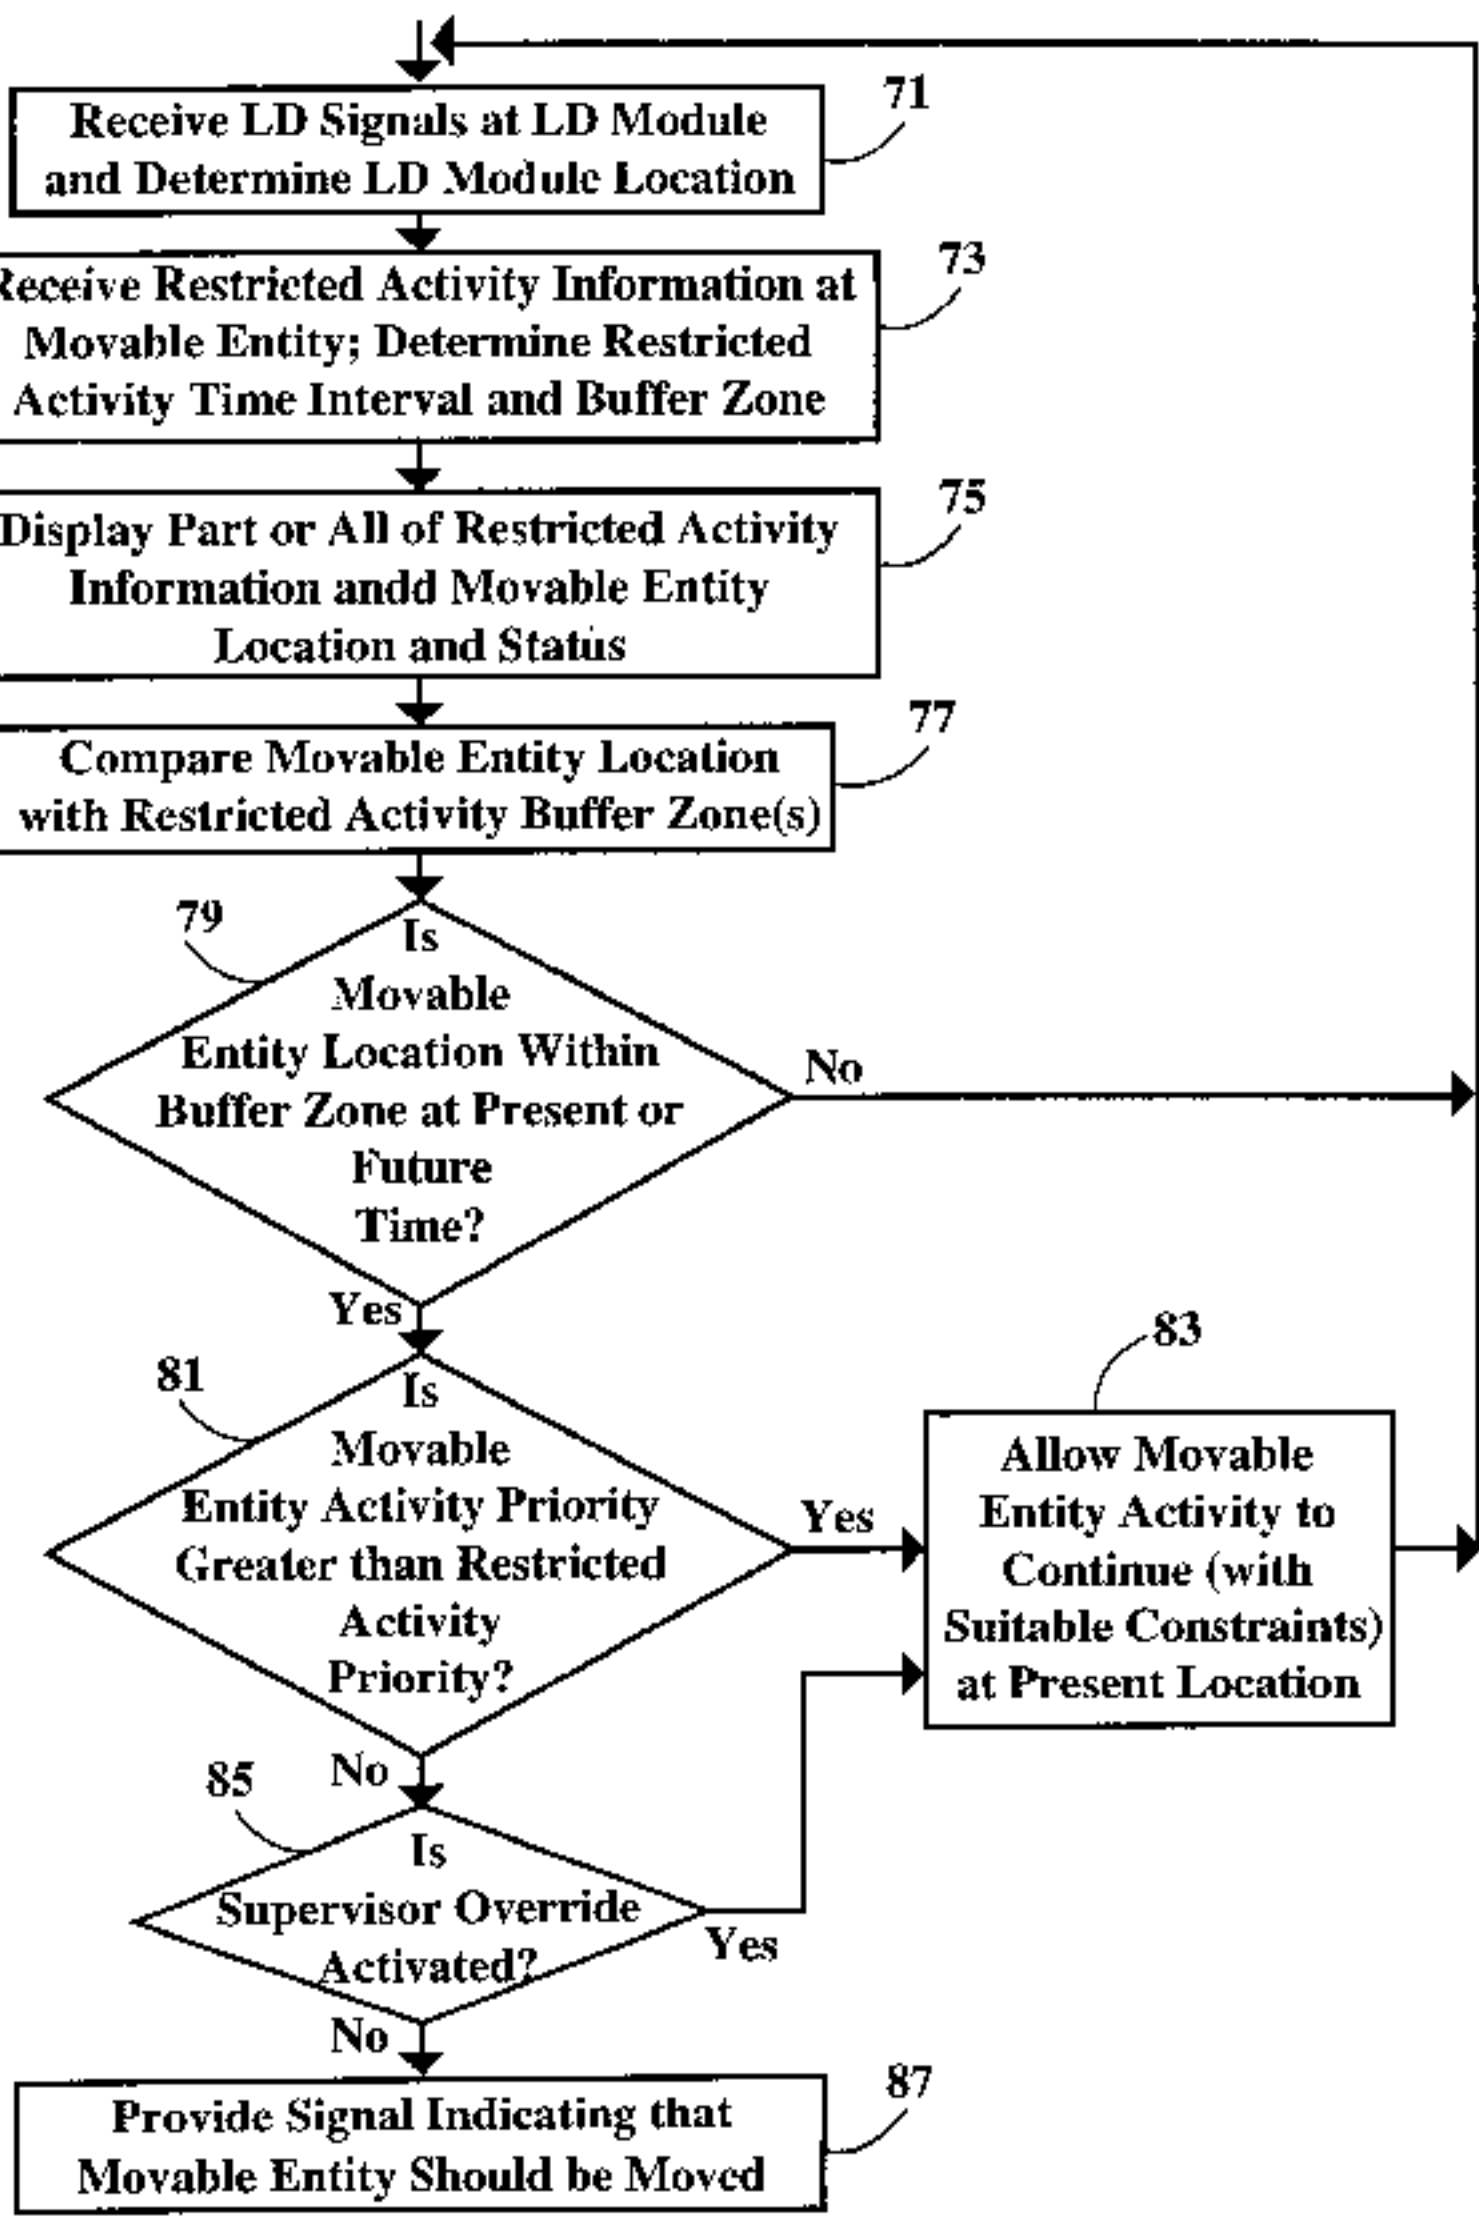 71
Receive LD Signals at LD Module
and Determine LD Module Location
73
Receive Restricted Activity Information at
Movable Entity; Determine Restricted
Activity Time Interval and Buffer Zone
75
Display Part or All of Restricted Activity
Information andd Movable Entity
Location and Status
77
Compare Movable Entity Location
with Restricted Activity Buffer Zone(s)
79
Is
Movable
Entity Location Within
Buffer Zone at Present or
Future
Time?
No
Yes
81
Is
Movable
Entity Activity Priority
Greater than Restricted
Activity
Priority?
Yes
83
Allow Movable
Entity Activity to
Continue (with
Suitable Constraints)
at Present Location
No
85
Is
Supervisor Override
Activated?
Yes
No
87
Provide Signal Indicating that
Movable Entity Should be Moved